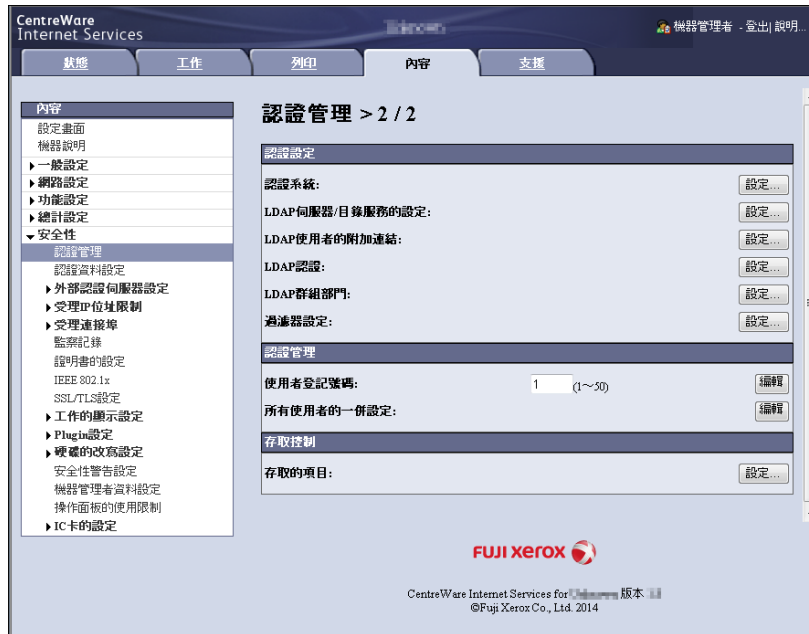 CentreWare
Internet Services
機器管理者 - 登出| 說明...
狀態
工作
列印
內容
支援
內容
設定畫面
機器說明
一般設定
網路設定
功能設定
總計設定
安全性
認證管理
認證資料設定
外部認證伺服器設定
受理IP位址限制
受理連接埠
監察記錄
證明書的設定
IEEE 802.1x
SSL/TLS設定
工作的顯示設定
Plugin設定
硬碟的改寫設定
安全性警告設定
機器管理者資料設定
操作面板的使用限制
IC卡的設定
認證管理 > 2 / 2
認證設定
認證系統: 設定...
LDAP伺服器/目錄服務的設定: 設定...
LDAP使用者的附加連結: 設定...
LDAP認證: 設定...
LDAP群組部門: 設定...
過濾器設定: 設定...
認證管理
使用者登記號碼: 1 (1～50) 編輯
所有使用者的一併設定: 編輯
存取控制
存取的項目: 設定...
FUJI xerox
CentreWare Internet Services for 版本
©Fuji Xerox Co., Ltd. 2014